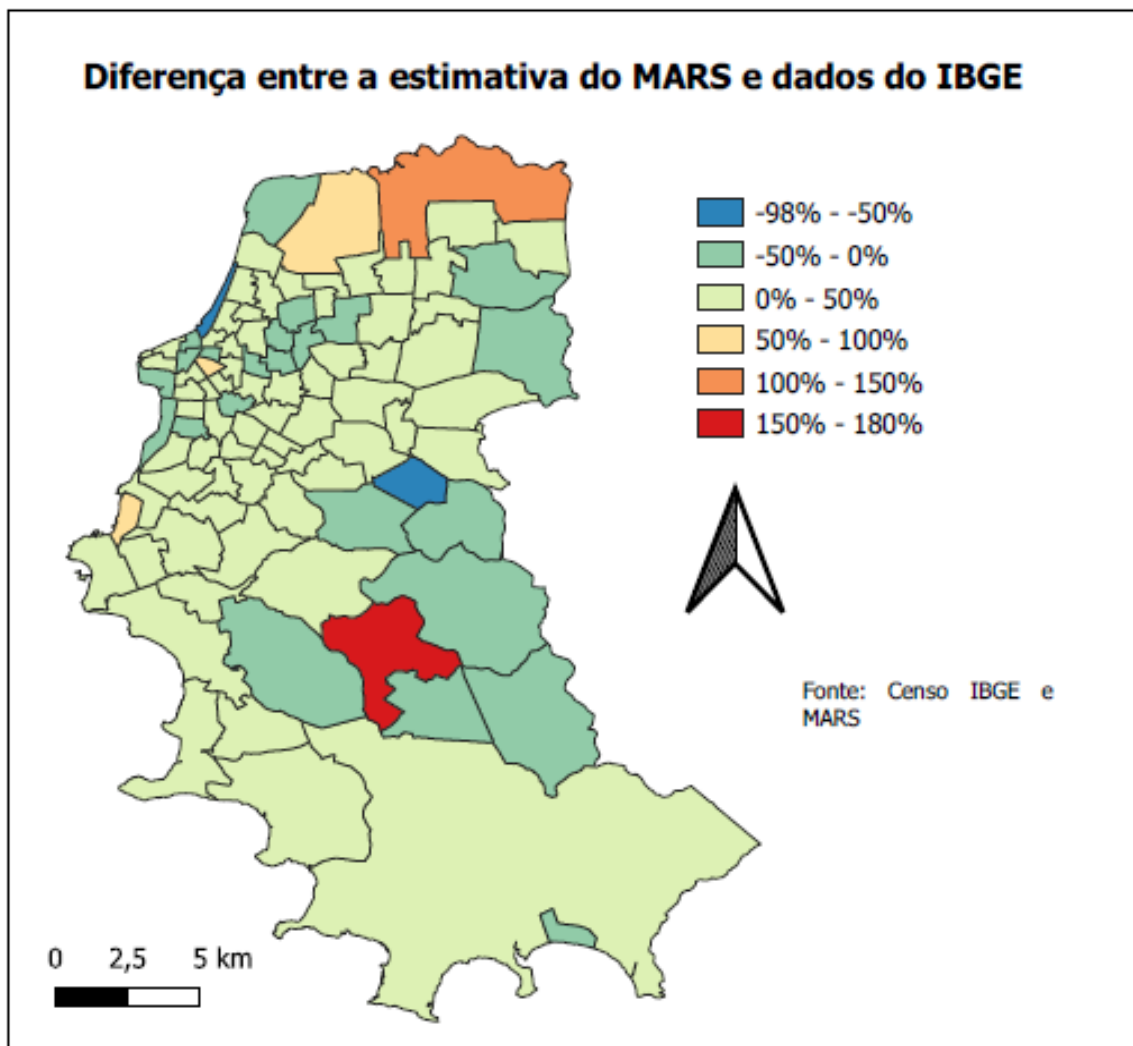 Diferença entre a estimativa do MARS e dados do IBGE
-98% - -50%
-50% - 0%
0% - 50%
50% - 100%
100% - 150%
150% - 180%
Fonte: Censo IBGE e
MARS
0 2,5 5 km